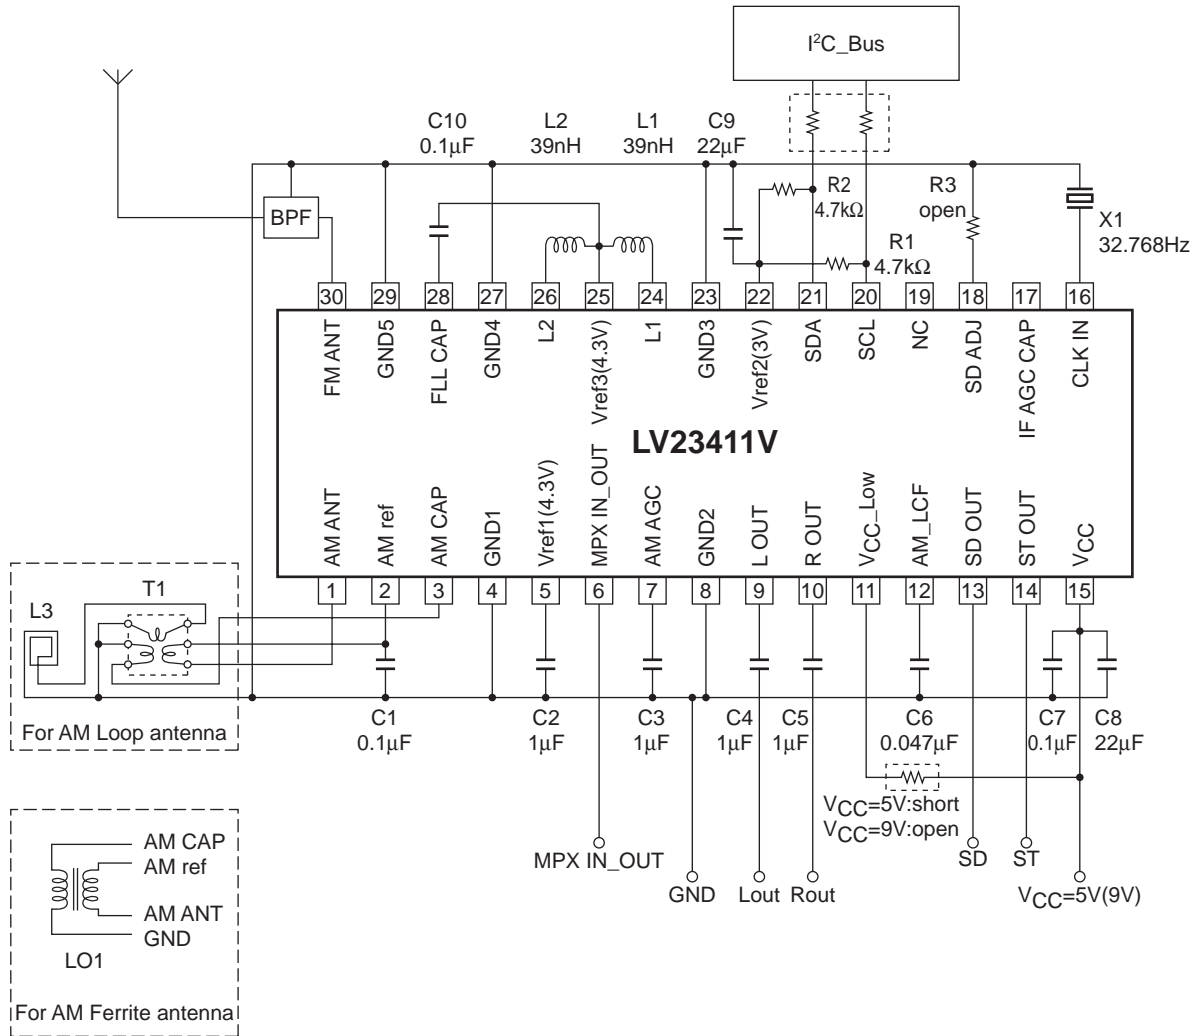 I²C_Bus
C10
0.1µF
L2
39nH
L1
39nH
C9
22µF
R2
4.7kΩ
R3
open
X1
32.768Hz
BPF
R1
4.7kΩ
30
29
28
27
26
25
24
23
22
21
20
19
18
17
16
FM ANT
GND5
FLL CAP
GND4
L2
Vref3(4.3V)
L1
GND3
Vref2(3V)
SDA
SCL
NC
SD ADJ
IF AGC CAP
CLK IN
LV23411V
AM ANT
AM ref
AM CAP
GND1
Vref1(4.3V)
MPX IN_OUT
AM AGC
GND2
L OUT
R OUT
VCC_Low
AM_LCF
SD OUT
ST OUT
VCC
1
2
3
4
5
6
7
8
9
10
11
12
13
14
15
T1
L3
For AM Loop antenna
C1
0.1µF
C2
1µF
C3
1µF
C4
1µF
C5
1µF
C6
0.047µF
C7
0.1µF
C8
22µF
VCC=5V:short
VCC=9V:open
MPX IN_OUT
GND
Lout
Rout
SD
ST
VCC=5V(9V)
AM CAP
AM ref
AM ANT
GND
LO1
For AM Ferrite antenna